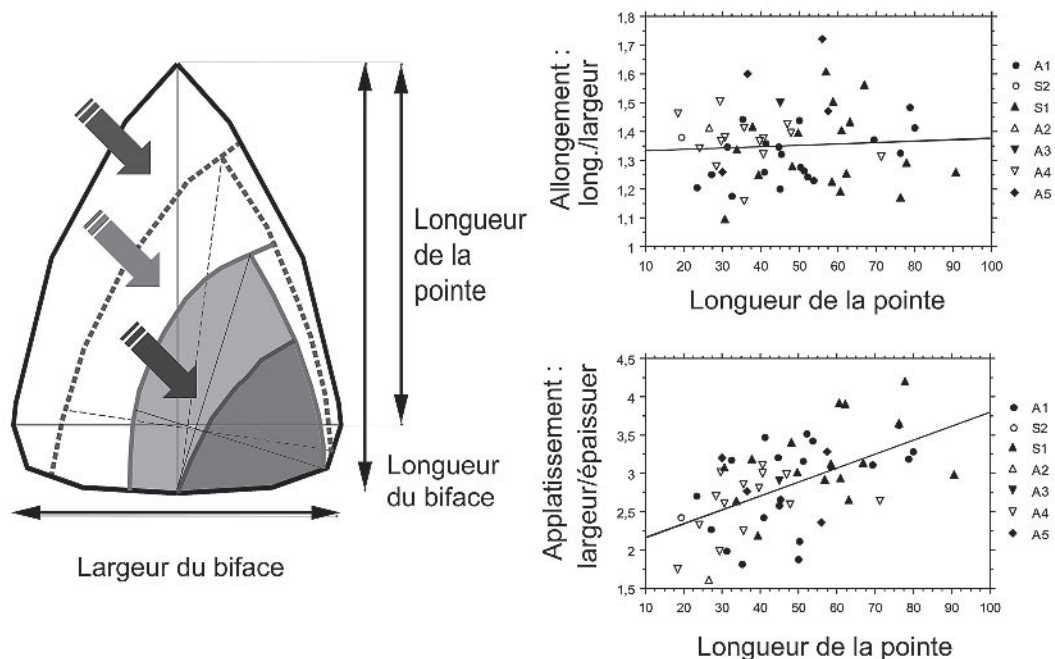 Longueur
de la
pointe
Longueur
du biface
Largeur du biface
Allongement :
long./largeur
1,8
1,7
1,6
1,5
1,4
1,3
1,2
1,1
1
10 20 30 40 50 60 70 80 90 100
Longueur de la pointe
A1
S2
S1
A2
A3
A4
A5
Applatissement :
largeur/épaissuer
4,5
4
3,5
3
2,5
2
1,5
10 20 30 40 50 60 70 80 90 100
Longueur de la pointe
A1
S2
S1
A2
A3
A4
A5